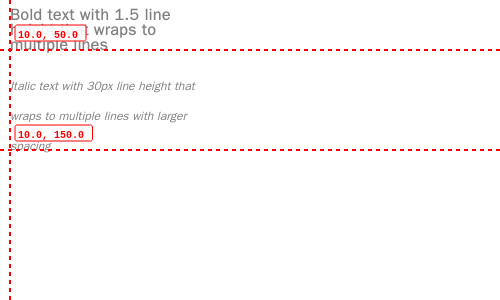 Bold text with 1.5 line
wraps to
10.0, 50.0
multiple lines
Italic text with 30px line height that
wraps to multiple lines with larger
10.0, 150.0
spacing